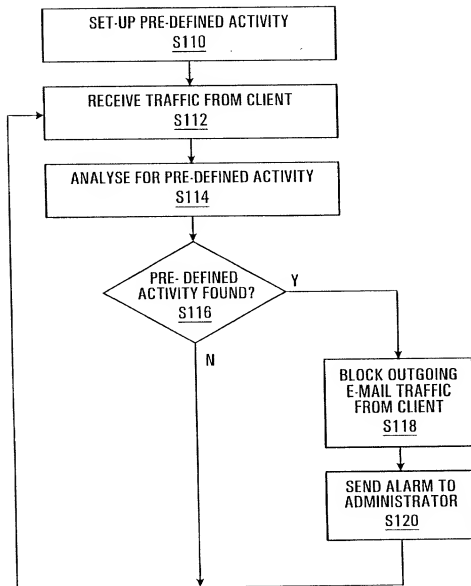 SET-UP PRE-DEFINED ACTIVITY
S110
RECEIVE TRAFFIC FROM CLIENT
S112
ANALYSE FOR PRE-DEFINED ACTIVITY
S114
PRE- DEFINED
ACTIVITY FOUND?
S116
Y
N
BLOCK OUTGOING
E-MAIL TRAFFIC
FROM CLIENT
S118
SEND ALARM TO
ADMINISTRATOR
S120